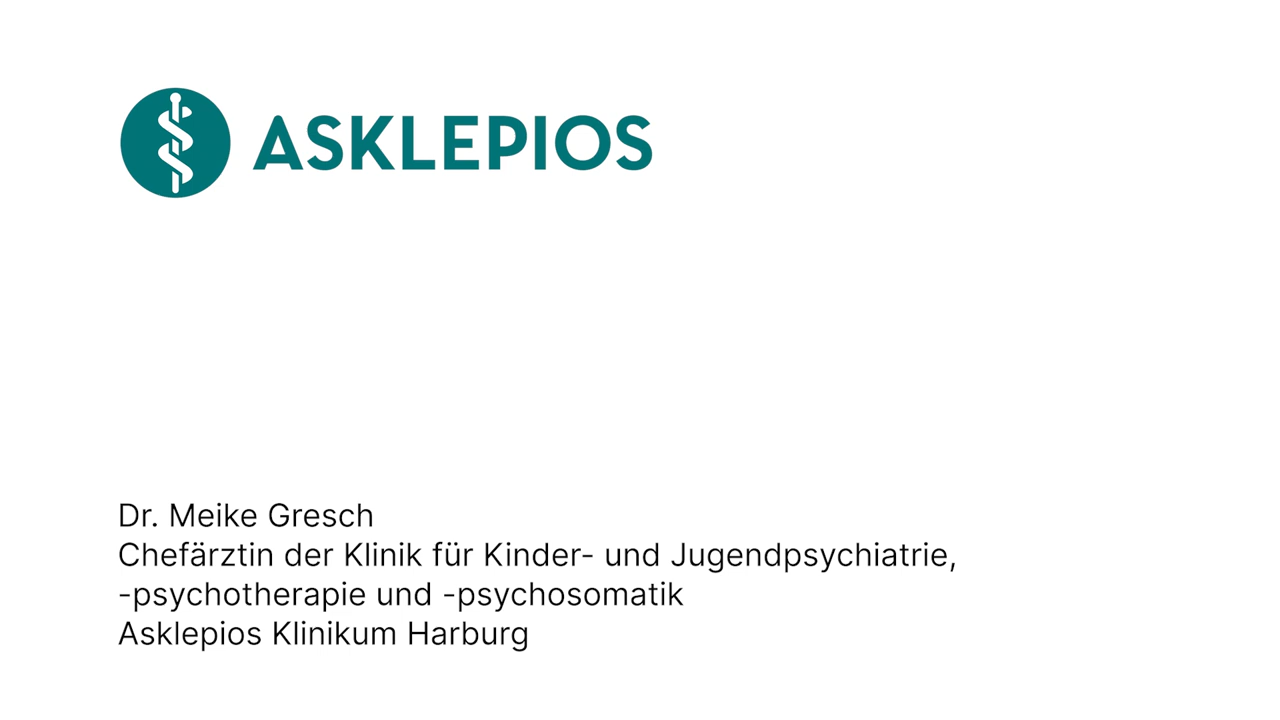 ASKLEPIOS
Dr. Meike Gresch
Chefärztin der Klinik für Kinder- und Jugendpsychiatrie,
-psychotherapie und -psychosomatik
Asklepios Klinikum Harburg